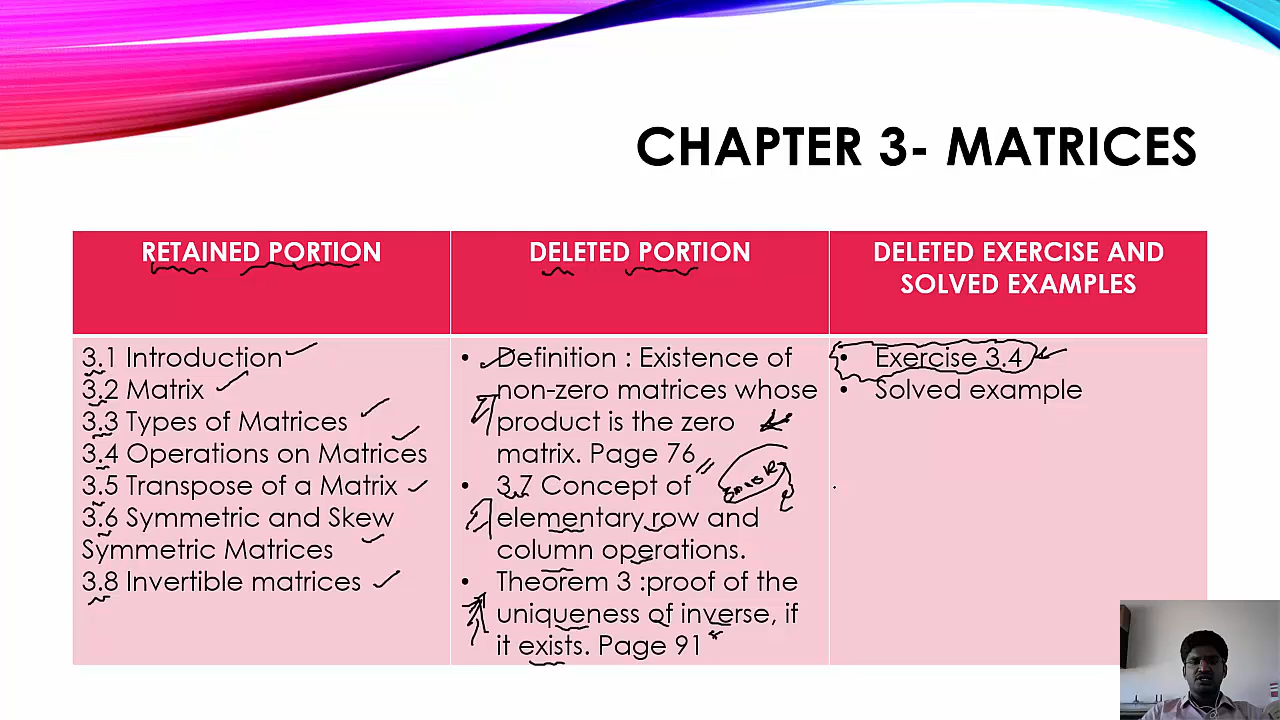 CHAPTER 3- MATRICES
RETAINED PORTION
DELETED PORTION
DELETED EXERCISE AND
SOLVED EXAMPLES
3.1 Introduction
3.2 Matrix
3.3 Types of Matrices
3.4 Operations on Matrices
3.5 Transpose of a Matrix
3.6 Symmetric and Skew
Symmetric Matrices
3.8 Invertible matrices
• Definition : Existence of
non-zero matrices whose
product is the zero
matrix. Page 76
• 3.7 Concept of
elementary row and
column operations.
• Theorem 3 :proof of the
uniqueness of inverse, if
it exists. Page 91
• Exercise 3.4
• Solved example